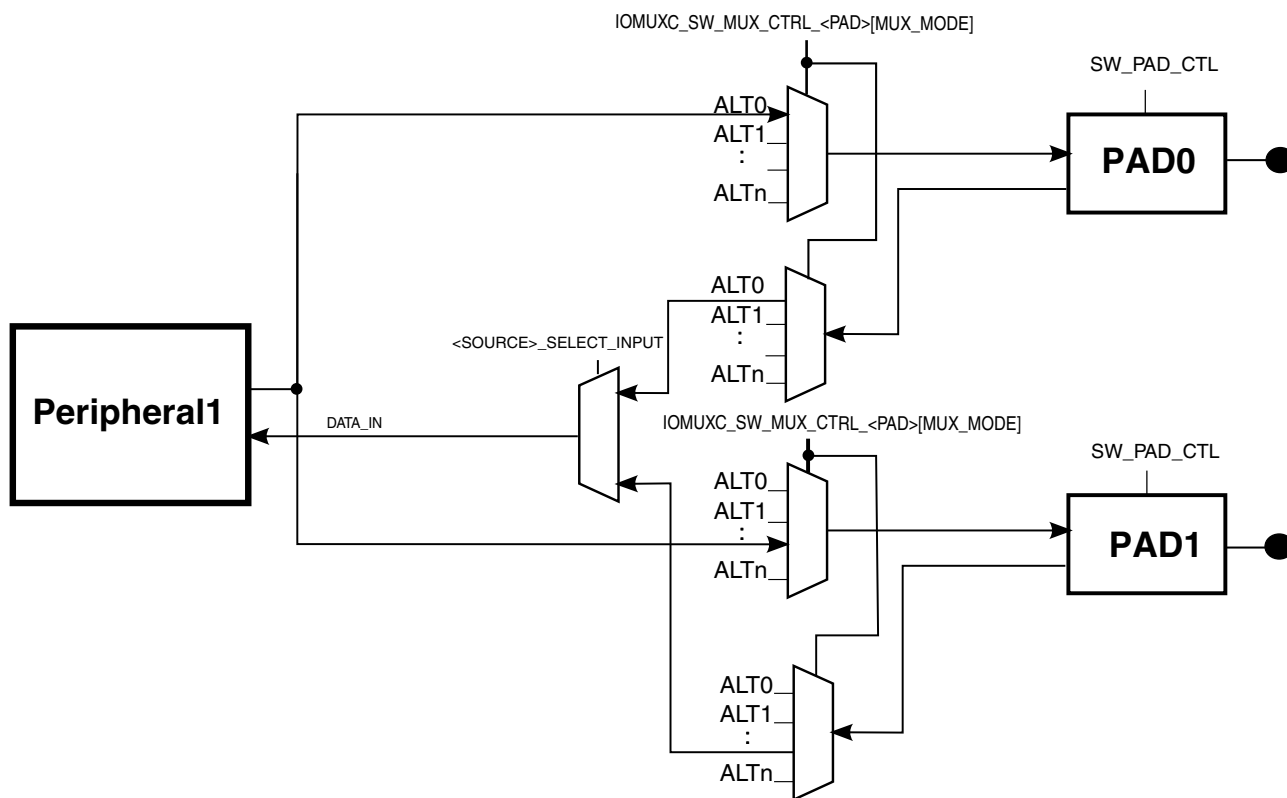 IOMUXC_SW_MUX_CTRL_<PAD>[MUX_MODE]
SW_PAD_CTL
ALT0
ALT1
:
ALTn
PAD0
ALT0
ALT1
:
ALTn
<SOURCE>_SELECT_INPUT
Peripheral1
DATA_IN
IOMUXC_SW_MUX_CTRL_<PAD>[MUX_MODE]
SW_PAD_CTL
ALT0
ALT1
:
ALTn
PAD1
ALT0
ALT1
:
ALTn